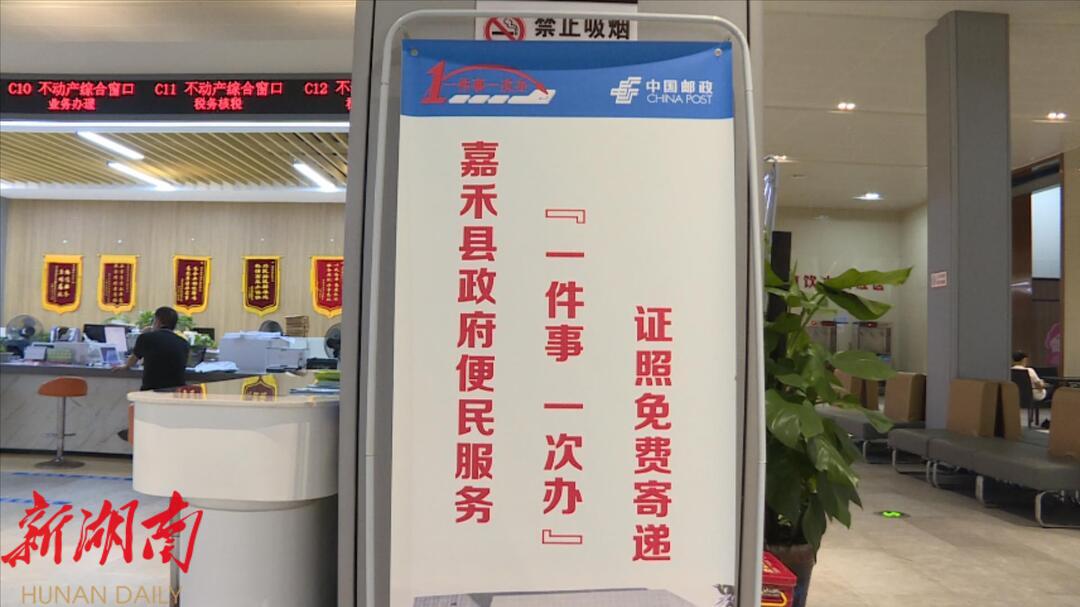 禁止吸烟
C10 不动产综合窗口
业务办理
C11 不动产综合窗口
税务核税
C12 不
1一件事一次办
中国邮政
CHINA POST
嘉禾县政府便民服务
『一件事 一次办』
证照免费寄递
新湖南
HUNAN DAILY